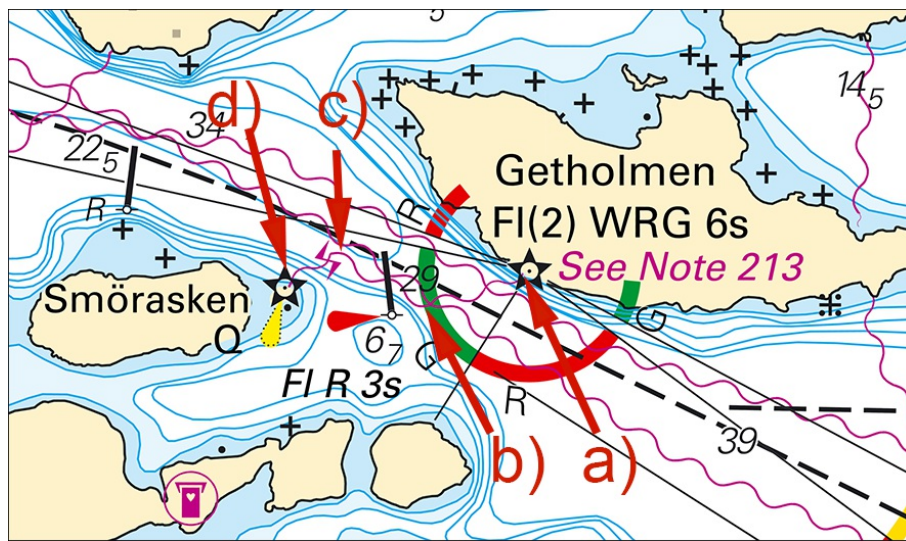 5
d)
34
c)
14₅
22₅
R
R
Getholmen
Fl(2) WRG 6s
See Note 213
Smörasken
Q
29
G
G
6₇
Fl R 3s
R
b)
a)
39